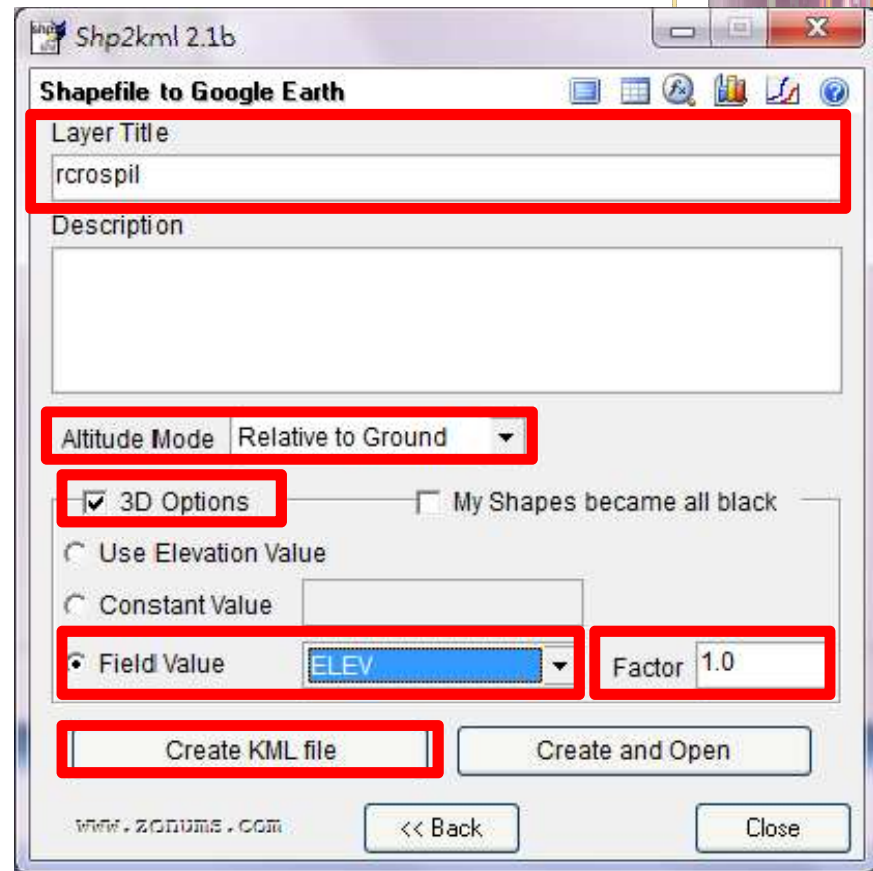 Shp2kml 2.1b
Shapefile to Google Earth
Layer Title
rcrospil
Description
Altitude Mode Relative to Ground
3D Options My Shapes became all black
Use Elevation Value
Constant Value
Field Value ELEV Factor 1.0
Create KML file Create and Open
www.zonums.com << Back Close